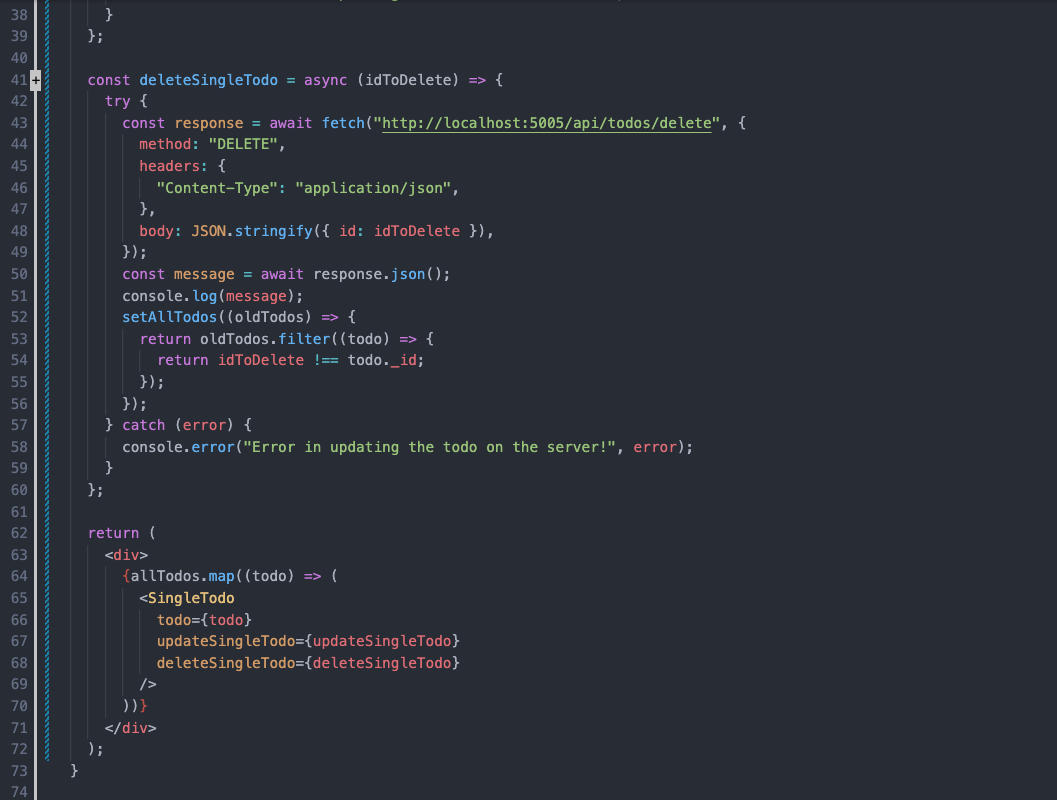 38 }
39 };
40
41 const deleteSingleTodo = async (idToDelete) => {
42 try {
43 const response = await fetch("http://localhost:5005/api/todos/delete", {
44 method: "DELETE",
45 headers: {
46 "Content-Type": "application/json",
47 },
48 body: JSON.stringify({ id: idToDelete }),
49 });
50 const message = await response.json();
51 console.log(message);
52 setAllTodos((oldTodos) => {
53 return oldTodos.filter((todo) => {
54 return idToDelete !== todo._id;
55 });
56 });
57 } catch (error) {
58 console.error("Error in updating the todo on the server!", error);
59 }
60 };
61
62 return (
63 <div>
64 {allTodos.map((todo) => (
65 <SingleTodo
66 todo={todo}
67 updateSingleTodo={updateSingleTodo}
68 deleteSingleTodo={deleteSingleTodo}
69 />
70 ))}
71 </div>
72 );
73 }
74